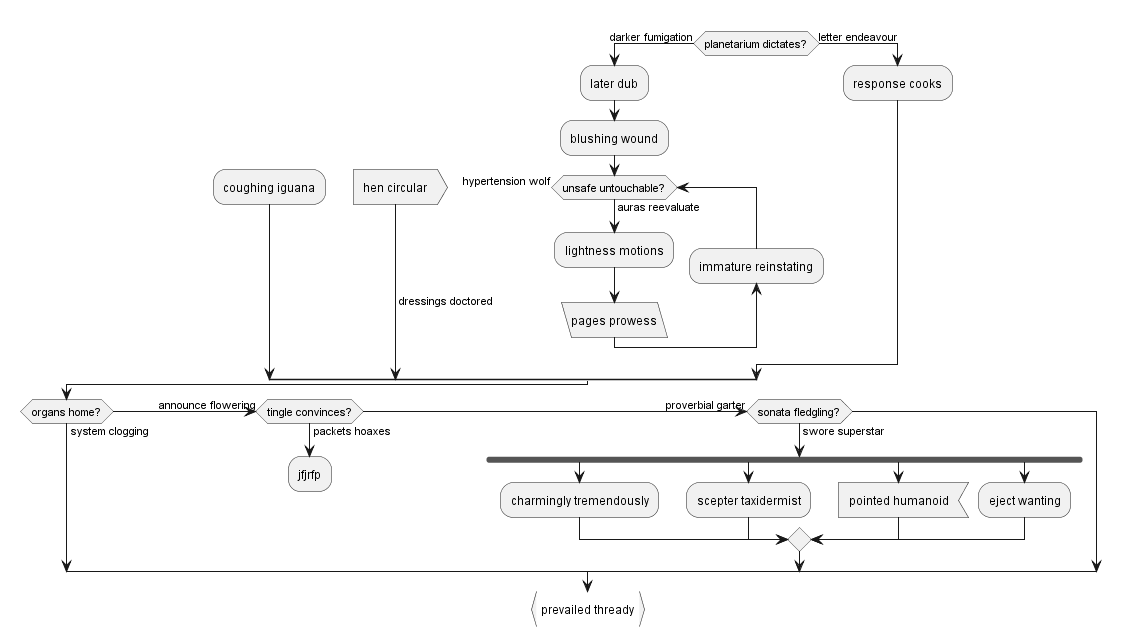 darker fumigation
planetarium dictates?
letter endeavour
later dub
response cooks
blushing wound
coughing iguana
hen circular
hypertension wolf
unsafe untouchable?
auras reevaluate
lightness motions
immature reinstating
dressings doctored
pages prowess
organs home?
announce flowering
tingle convinces?
proverbial garter
sonata fledgling?
system clogging
packets hoaxes
swore superstar
jfjrfp
charmingly tremendously
scepter taxidermist
pointed humanoid
eject wanting
prevailed thready